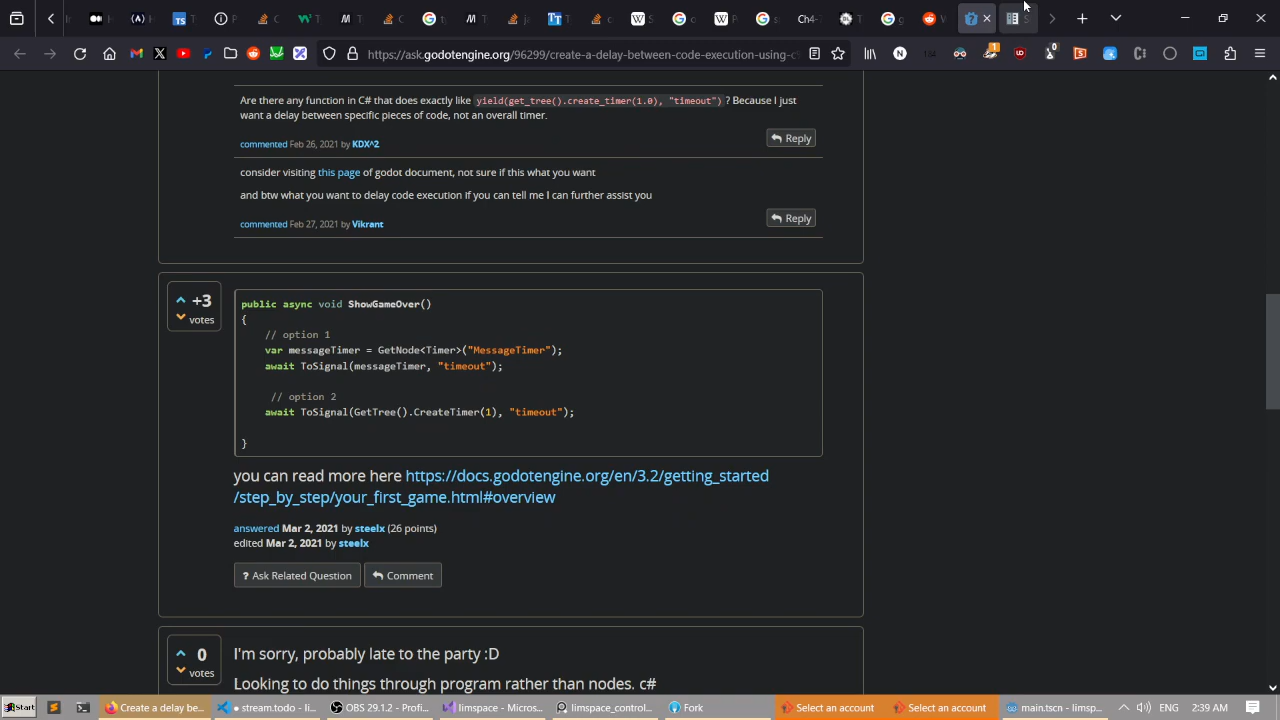 https://ask.godotengine.org/96299/create-a-delay-between-code-execution-using-c
Are there any function in C# that does exactly like yield(get_tree().create_timer(1.0), "timeout") ? Because I just
want a delay between specific pieces of code, not an overall timer.
commented Feb 26, 2021 by KDX^2
Reply
consider visiting this page of godot document, not sure if this what you want
and btw what you want to delay code execution if you can tell me I can further assist you
commented Feb 27, 2021 by Vikrant
Reply
+3
votes
public async void ShowGameOver()
{
// option 1
var messageTimer = GetNode<Timer>("MessageTimer");
await ToSignal(messageTimer, "timeout");
// option 2
await ToSignal(GetTree().CreateTimer(1), "timeout");
}
you can read more here https://docs.godotengine.org/en/3.2/getting_started
/step_by_step/your_first_game.html#overview
answered Mar 2, 2021 by steelx (26 points)
edited Mar 2, 2021 by steelx
? Ask Related Question
Comment
0
votes
I'm sorry, probably late to the party :D
Looking to do things through program rather than nodes. c#
Start
Create a delay be...
stream.todo - li...
OBS 29.1.2 - Profi...
limspace - Micros...
limspace_control...
Fork
Select an account
Select an account
main.tscn - limsp...
2:39 AM